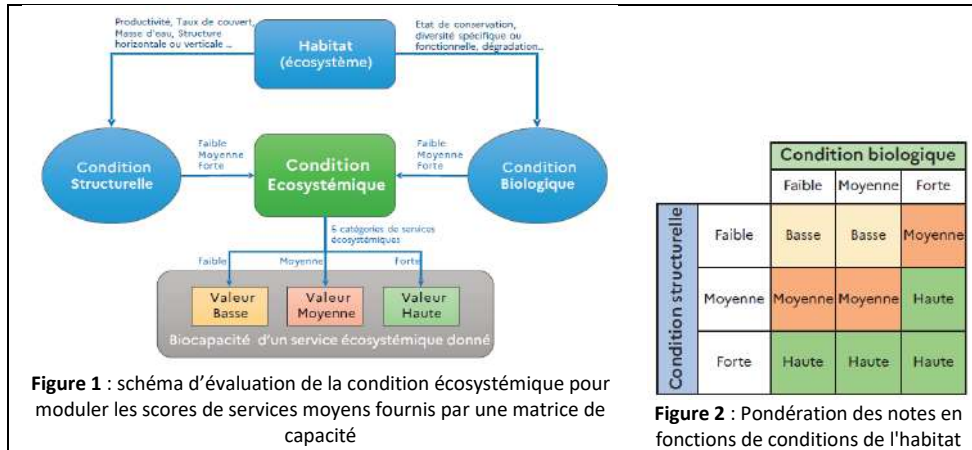 Productivité, Taux de couvert,
Masse d'eau, Structure
horizontale ou verticale ...
Habitat
(écosystème)
Etat de conservation,
diversité spécifique ou
fonctionnelle, dégradation...
Condition
Structurelle
Faible
Moyenne
Forte
Condition
Ecosystémique
Faible
Moyenne
Forte
Condition
Biologique
6 catégories de services
écosystémiques
Faible
Moyenne
Forte
Valeur
Basse
Valeur
Moyenne
Valeur
Haute
Biocapacité d'un service écosystémique donné
Figure 1 : schéma d'évaluation de la condition écosystémique pour
moduler les scores de services moyens fournis par une matrice de
capacité
Condition biologique
Faible Moyenne Forte
Condition structurelle
Faible Basse Basse Moyenne
Moyenne Moyenne Moyenne Haute
Forte Haute Haute Haute
Figure 2 : Pondération des notes en
fonctions de conditions de l'habitat